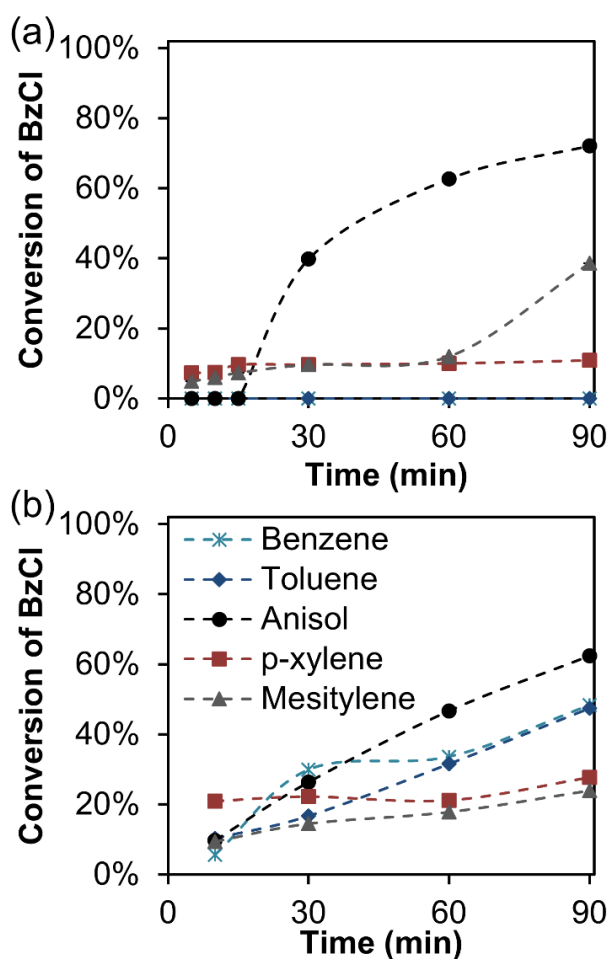 (a)
100%
80%
60%
40%
20%
0%
Conversion of BzCl
0 30 60 90
Time (min)
(b)
100%
80%
60%
40%
20%
0%
Conversion of BzCl
Benzene
Toluene
Anisol
p-xylene
Mesitylene
0 30 60 90
Time (min)